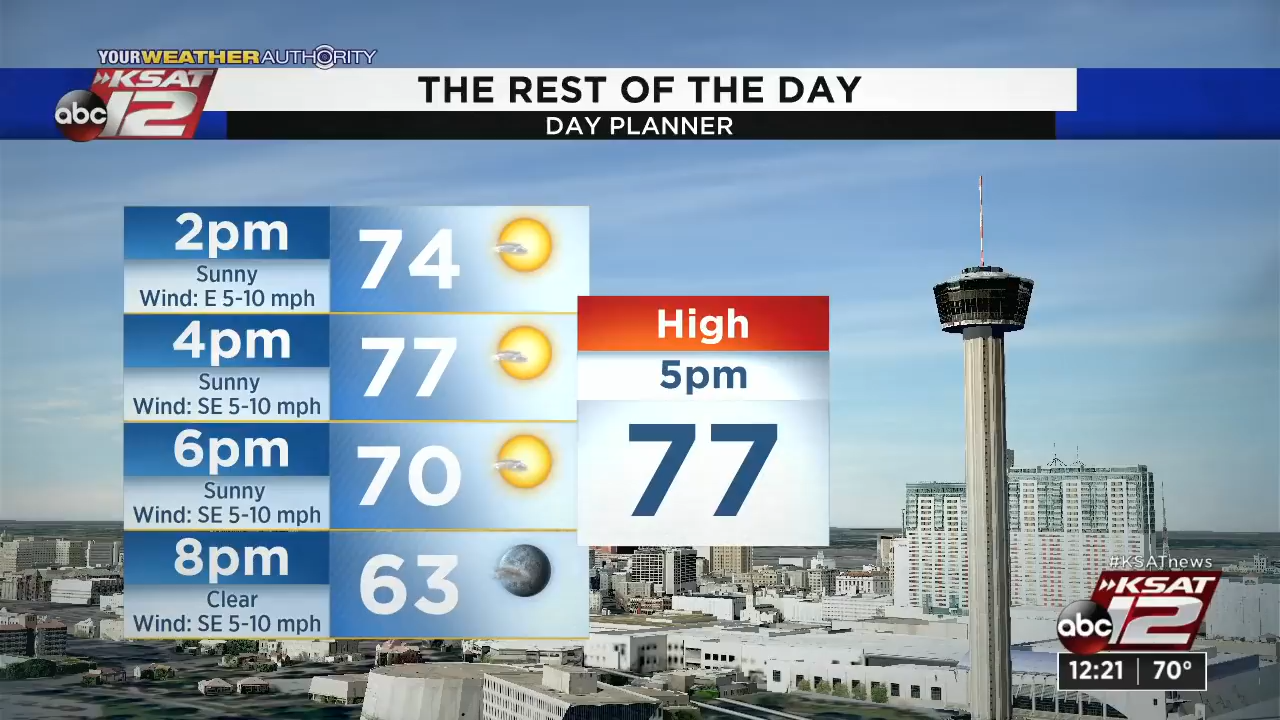 YOURWEATHERAUTHORITY
KSAT
abc 12
THE REST OF THE DAY
DAY PLANNER
2pm
Sunny
Wind: E 5-10 mph
74
4pm
Sunny
Wind: SE 5-10 mph
77
6pm
Sunny
Wind: SE 5-10 mph
70
8pm
Clear
Wind: SE 5-10 mph
63
High
5pm
77
#KSATnews
KSAT
abc 12
12:21 | 70°